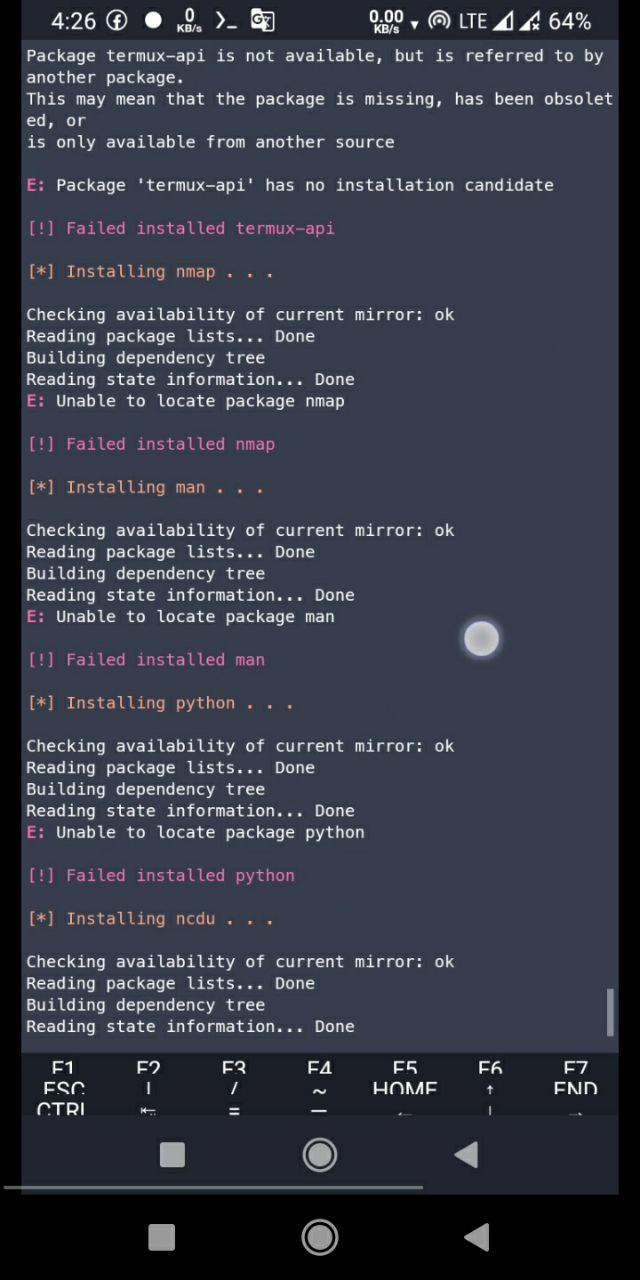 4:26 0 KB/s 0.00 KB/s LTE 64%
Package termux-api is not available, but is referred to by
another package.
This may mean that the package is missing, has been obsolet
ed, or
is only available from another source
E: Package 'termux-api' has no installation candidate
[!] Failed installed termux-api
[*] Installing nmap . . .
Checking availability of current mirror: ok
Reading package lists... Done
Building dependency tree
Reading state information... Done
E: Unable to locate package nmap
[!] Failed installed nmap
[*] Installing man . . .
Checking availability of current mirror: ok
Reading package lists... Done
Building dependency tree
Reading state information... Done
E: Unable to locate package man
[!] Failed installed man
[*] Installing python . . .
Checking availability of current mirror: ok
Reading package lists... Done
Building dependency tree
Reading state information... Done
E: Unable to locate package python
[!] Failed installed python
[*] Installing ncdu . . .
Checking availability of current mirror: ok
Reading package lists... Done
Building dependency tree
Reading state information... Done
F1 F2 F3 F4 F5 F6 F7
ESC | / ~ HOME ↑ END
CTRL ⇤ = — ← ↓ →